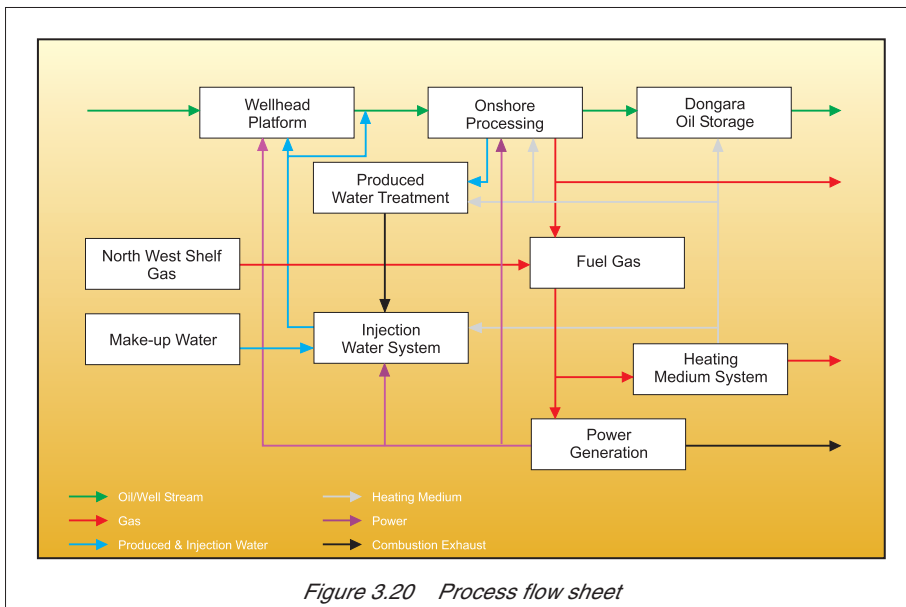 Wellhead
Platform
Onshore
Processing
Dongara
Oil Storage
Produced
Water Treatment
North West Shelf
Gas
Fuel Gas
Make-up Water
Injection
Water System
Heating
Medium System
Power
Generation
Oil/Well Stream
Gas
Produced & Injection Water
Heating Medium
Power
Combustion Exhaust
Figure 3.20 Process flow sheet